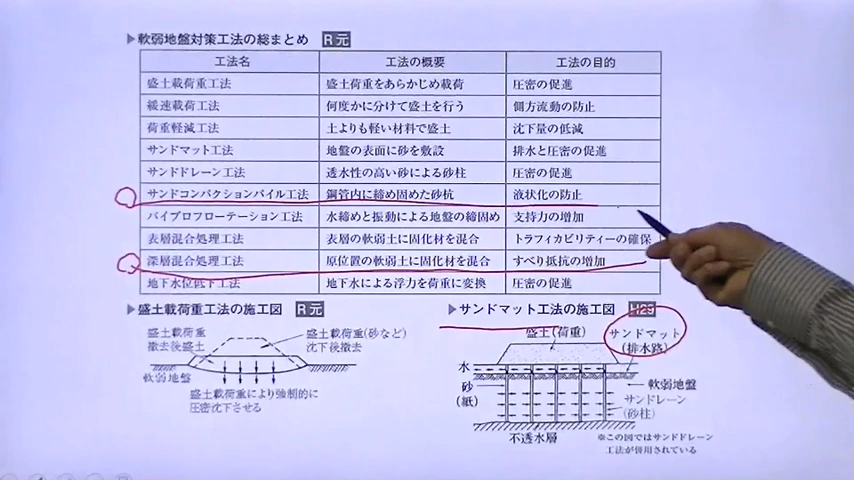 ▶軟弱地盤対策工法の総まとめ R元
工法名 工法の概要 工法の目的
盛土載荷重工法 盛土荷重をあらかじめ載荷 圧密の促進
緩速載荷工法 何度かに分けて盛土を行う 側方流動の防止
荷重軽減工法 土よりも軽い材料で盛土 沈下量の低減
サンドマット工法 地盤の表面に砂を敷設 排水と圧密の促進
サンドドレーン工法 透水性の高い砂による砂柱 圧密の促進
サンドコンパクションパイル工法 鋼管内に締め固めた砂杭 液状化の防止
バイブロフローテーション工法 水締めと振動による地盤の締固め 支持力の増加
表層混合処理工法 表層の軟弱土に固化材を混合 トラフィカビリティーの確保
深層混合処理工法 原位置の軟弱土に固化材を混合 すべり抵抗の増加
地下水位低下工法 地下水による浮力を荷重に変換 圧密の促進
▶盛土載荷重工法の施工図 R元
盛土載荷重
撤去後盛土
盛土載荷重(砂など)
沈下後撤去
軟弱地盤
盛土載荷重により強制的に
圧密沈下させる
▶サンドマット工法の施工図 H29
盛土(荷重)
サンドマット
(排水路)
水
砂
(紙)
軟弱地盤
サンドレーン
(砂柱)
不透水層
※この図ではサンドドレーン
工法が併用されている